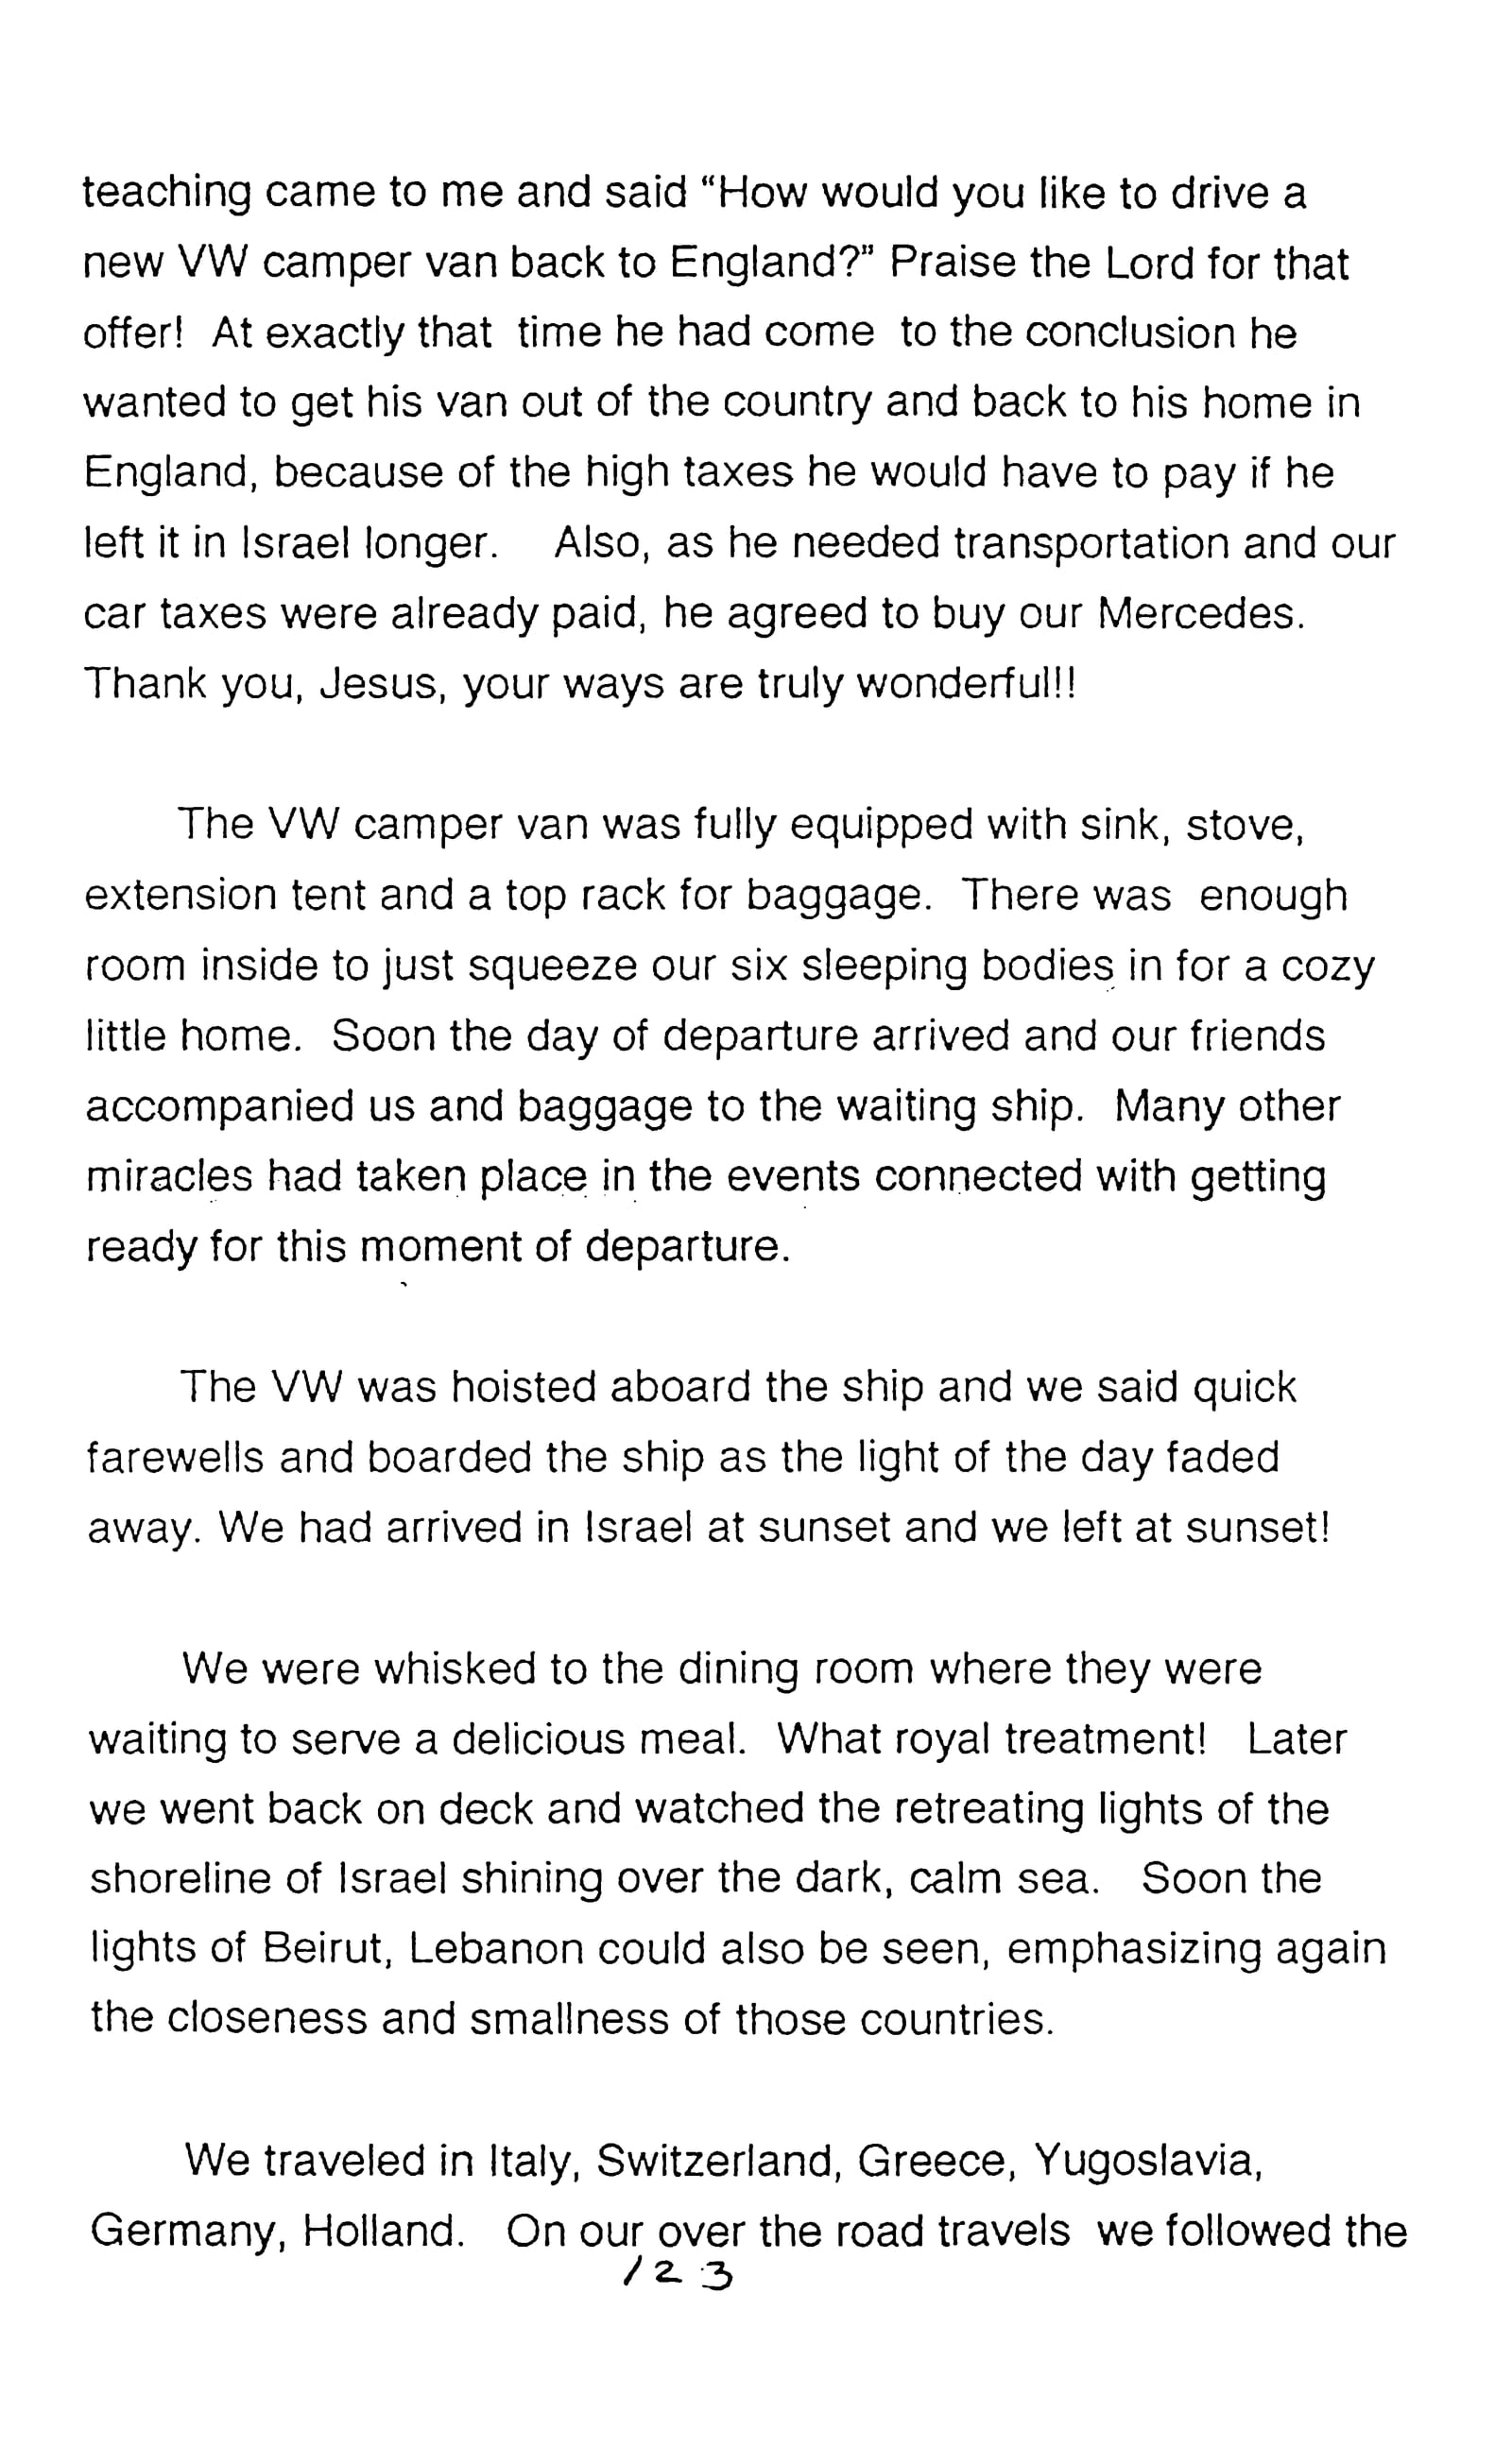 teaching came to me and said “How would you like to drive a
new VW camper van back to England?” Praise the Lord for that
offer! At exactly that time he had come to the conclusion he
wanted to get his van out of the country and back to his home in
England, because of the high taxes he would have to pay if he
left it in Israel longer. Also, as he needed transportation and our
car taxes were already paid, he agreed to buy our Mercedes.
Thank you, Jesus, your ways are truly wonderful!!
The VW camper van was fully equipped with sink, stove,
extension tent and a top rack for baggage. There was enough
room inside to just squeeze our six sleeping bodies in for a cozy
little home. Soon the day of departure arrived and our friends
accompanied us and baggage to the waiting ship. Many other
miracles had taken place in the events connected with getting
ready for this moment of departure.
The VW was hoisted aboard the ship and we said quick
farewells and boarded the ship as the light of the day faded
away. We had arrived in Israel at sunset and we left at sunset!
We were whisked to the dining room where they were
waiting to serve a delicious meal. What royal treatment! Later
we went back on deck and watched the retreating lights of the
shoreline of Israel shining over the dark, calm sea. Soon the
lights of Beirut, Lebanon could also be seen, emphasizing again
the closeness and smallness of those countries.
We traveled in Italy, Switzerland, Greece, Yugoslavia,
Germany, Holland. On our over the road travels we followed the
123